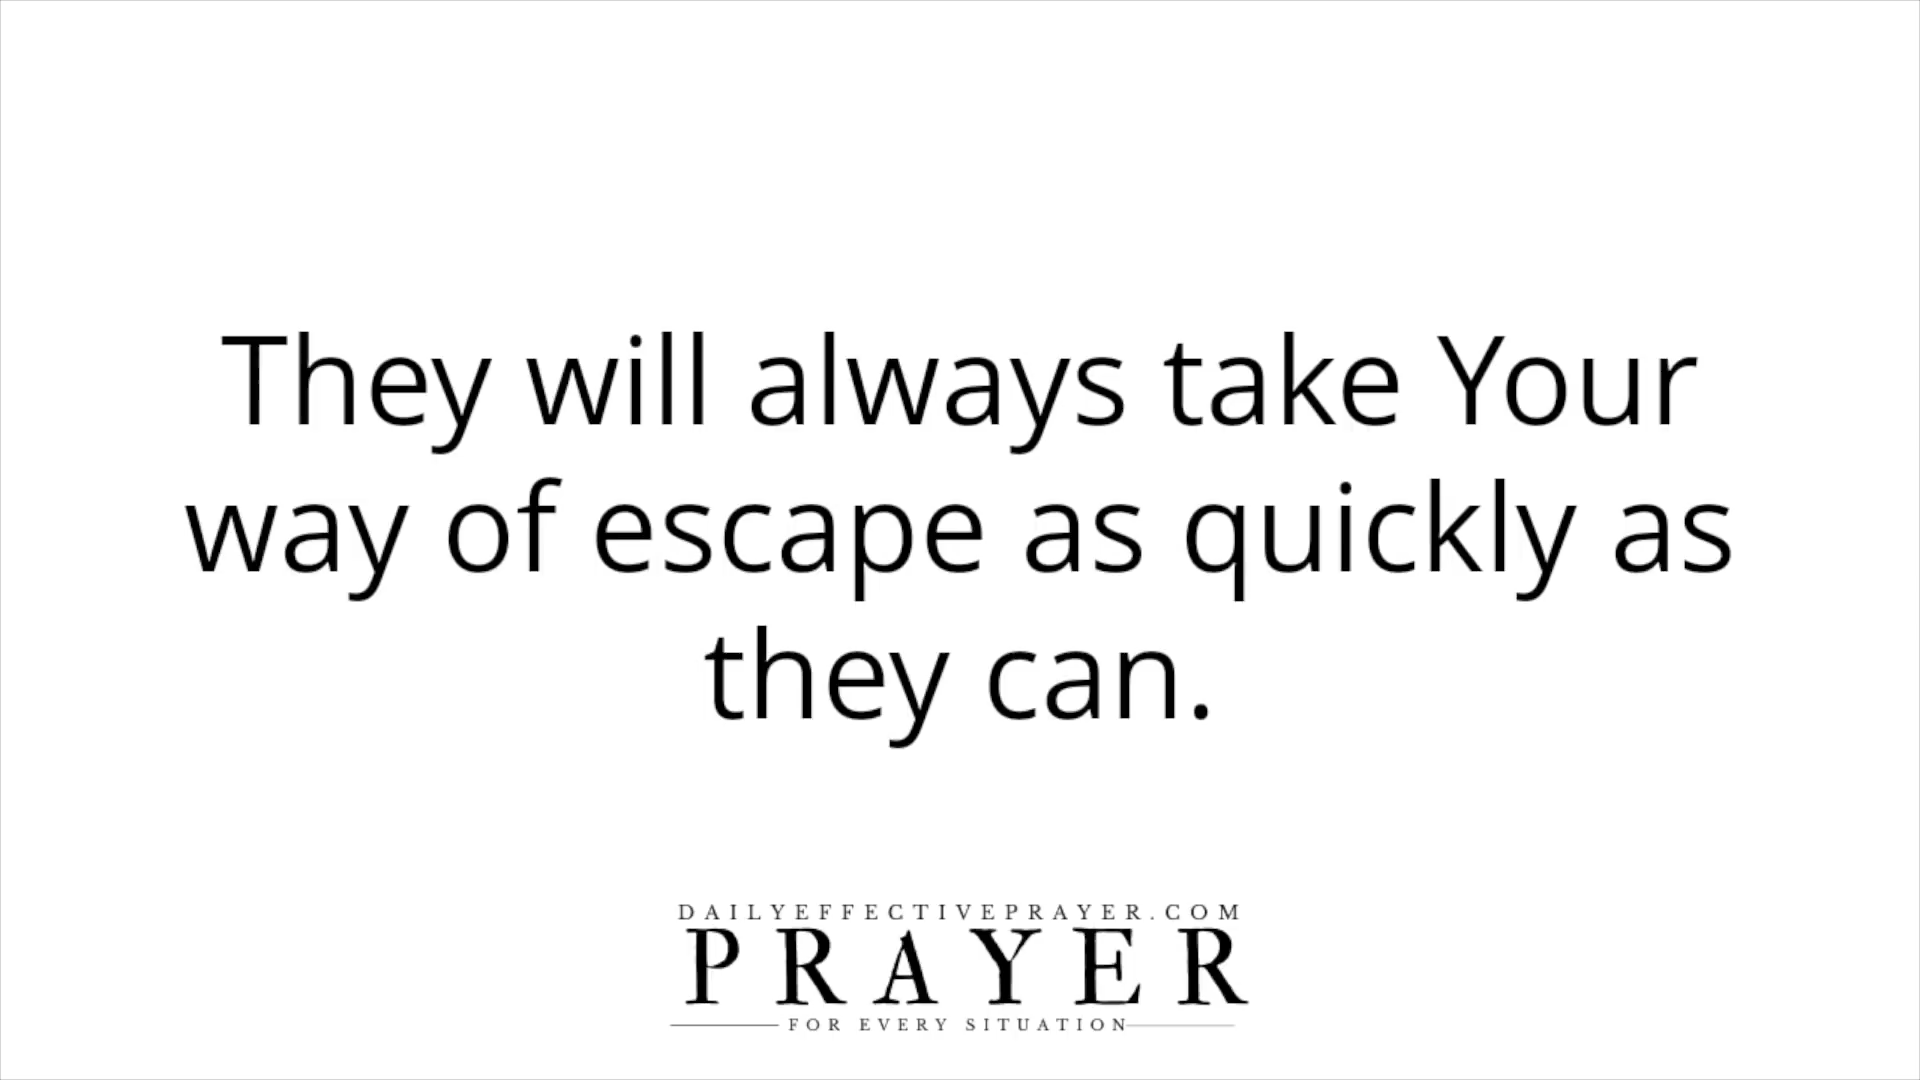 They will always take Your
way of escape as quickly as
they can.
DAILYEFFECTIVEPRAYER.COM
PRAYER
FOR EVERY SITUATION